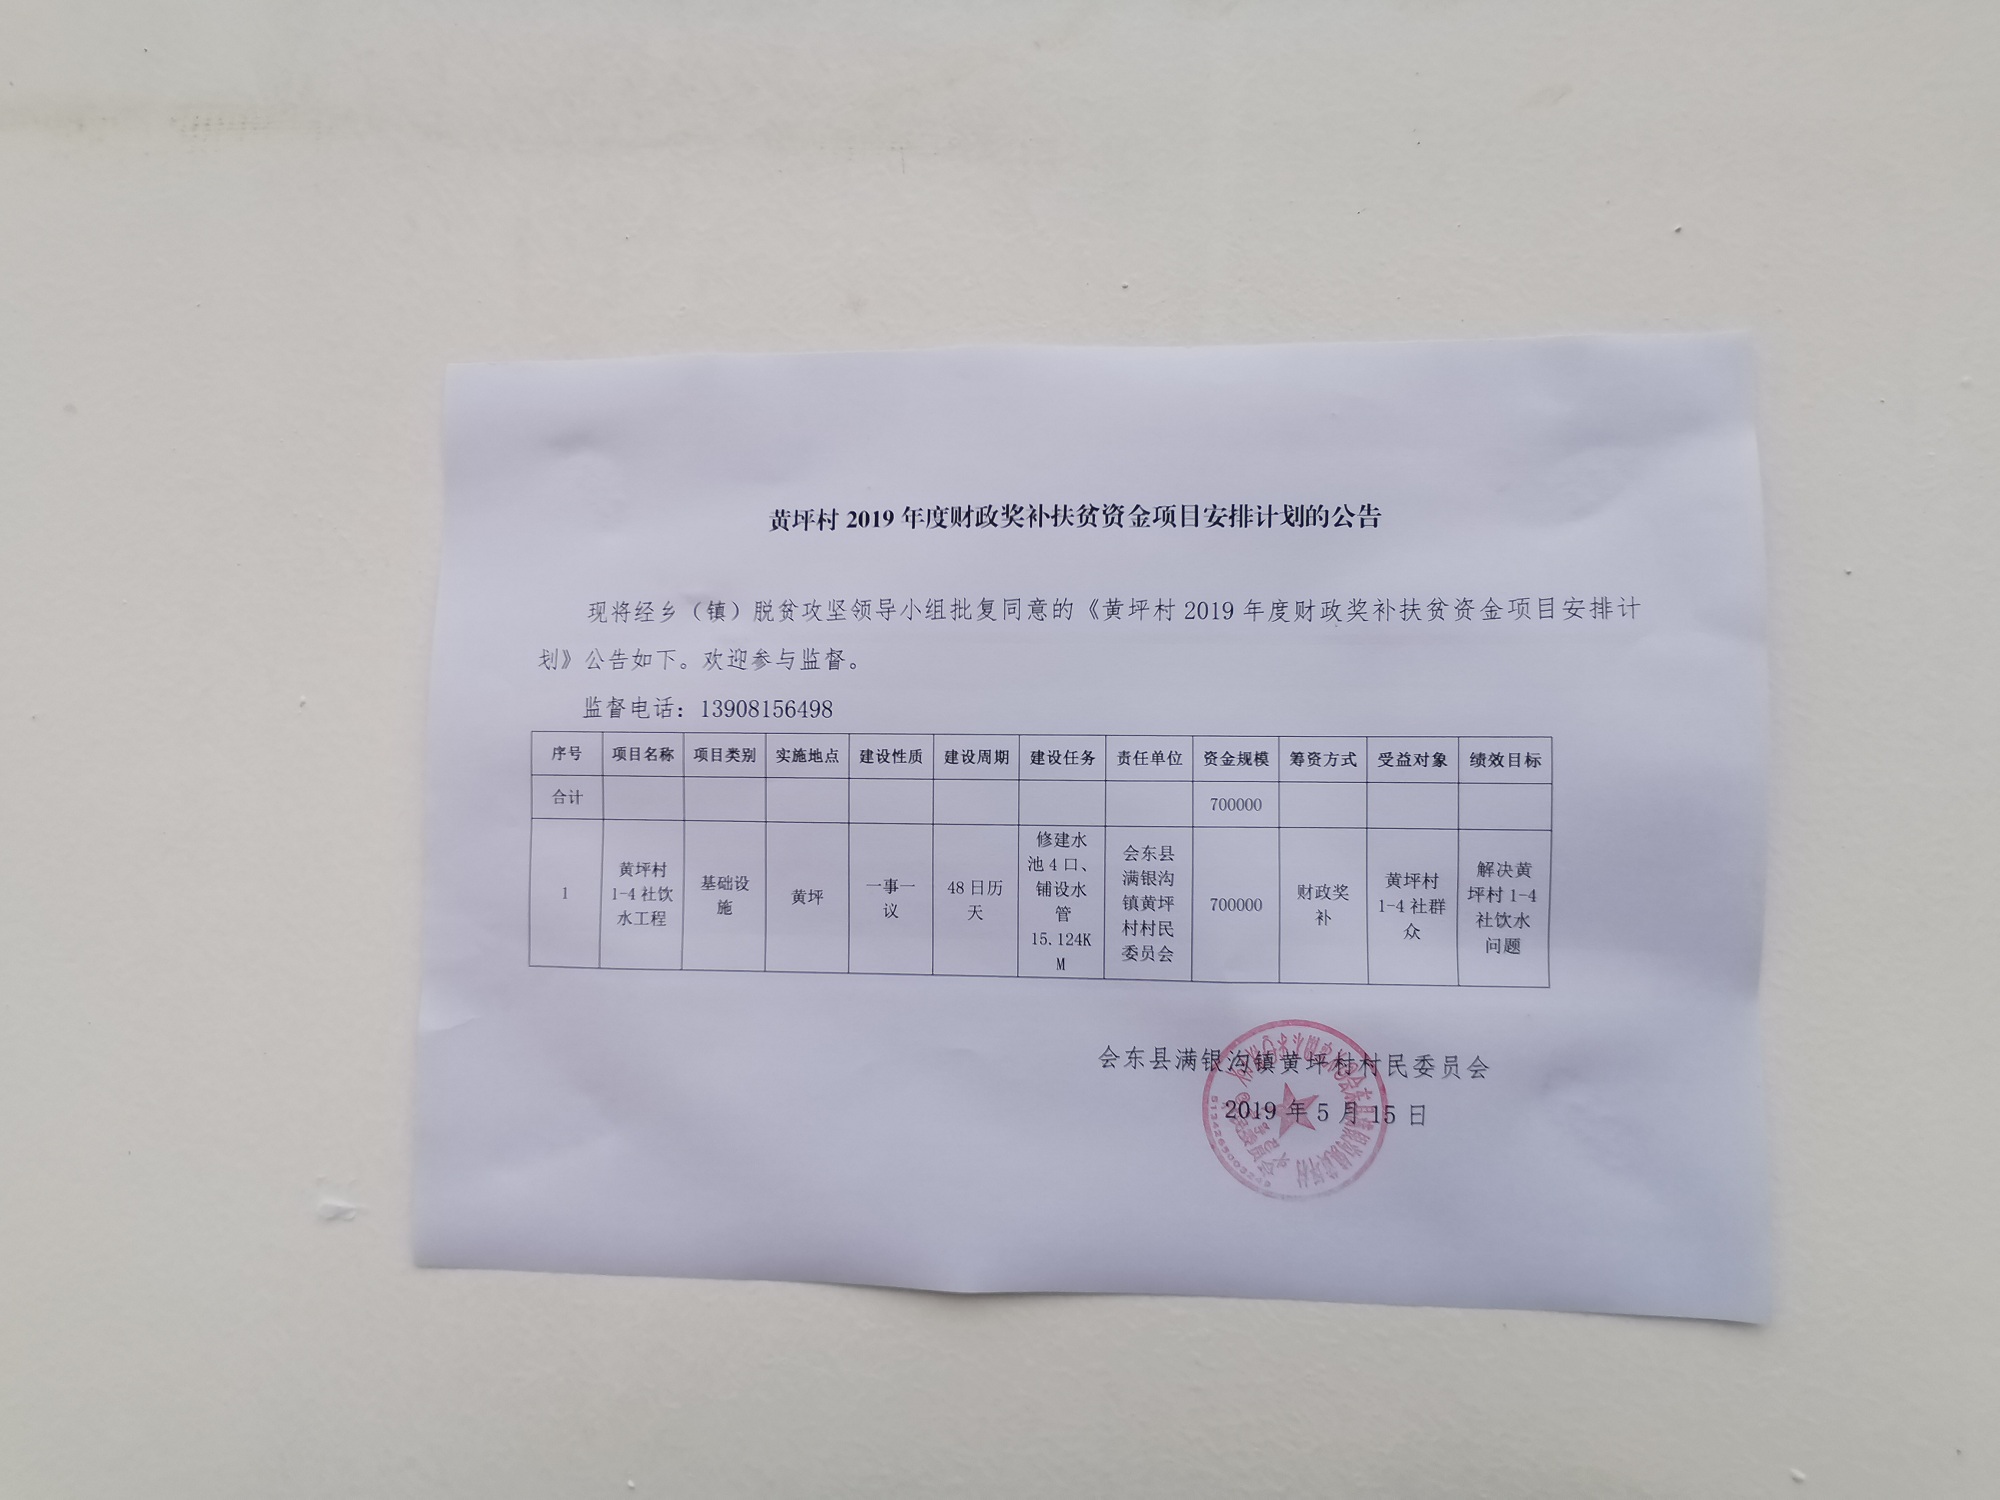 黄坪村 2019 年度财政奖补扶贫资金项目安排计划的公告
现将经乡（镇）脱贫攻坚领导小组批复同意的《黄坪村 2019 年度财政奖补扶贫资金项目安排计
划》公告如下。欢迎参与监督。
监督电话：13908156498
序号 项目名称 项目类别 实施地点 建设性质 建设周期 建设任务 责任单位 资金规模 筹资方式 受益对象 绩效目标
合计 700000
1 黄坪村1-4社饮水工程 基础设施 黄坪 一事一议 48日历天 修建水池4口、铺设水管15.124KM 会东县满银沟镇黄坪村村民委员会 700000 财政奖补 黄坪村1-4社群众 解决黄坪村1-4社饮水问题
会东县满银沟镇黄坪村村民委员会
2019 年 5 月 15 日